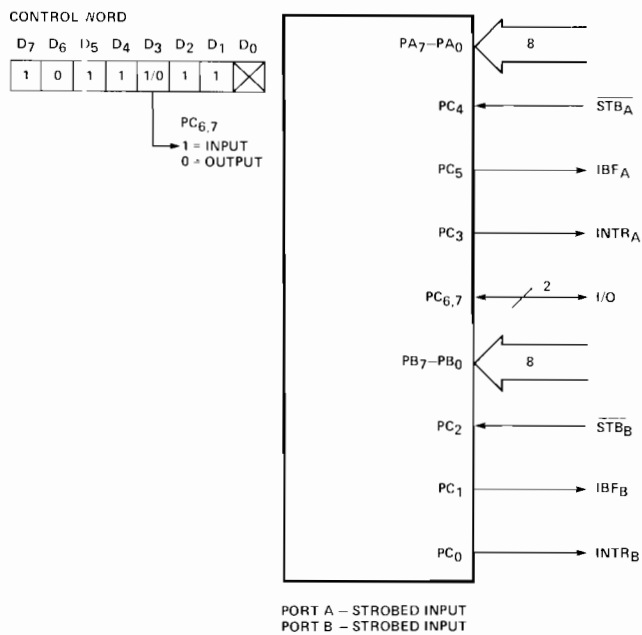 CONTROL WORD
D7 D6 D5 D4 D3 D2 D1 D0
1 0 1 1 1/0 1 1
PC6,7
1 = INPUT
0 = OUTPUT
PA7–PA0 8
PC4 STBA
PC5 IBFA
PC3 INTRA
PC6,7 2 I/O
PB7–PB0 8
PC2 STBB
PC1 IBFB
PC0 INTRB
PORT A – STROBED INPUT
PORT B – STROBED INPUT